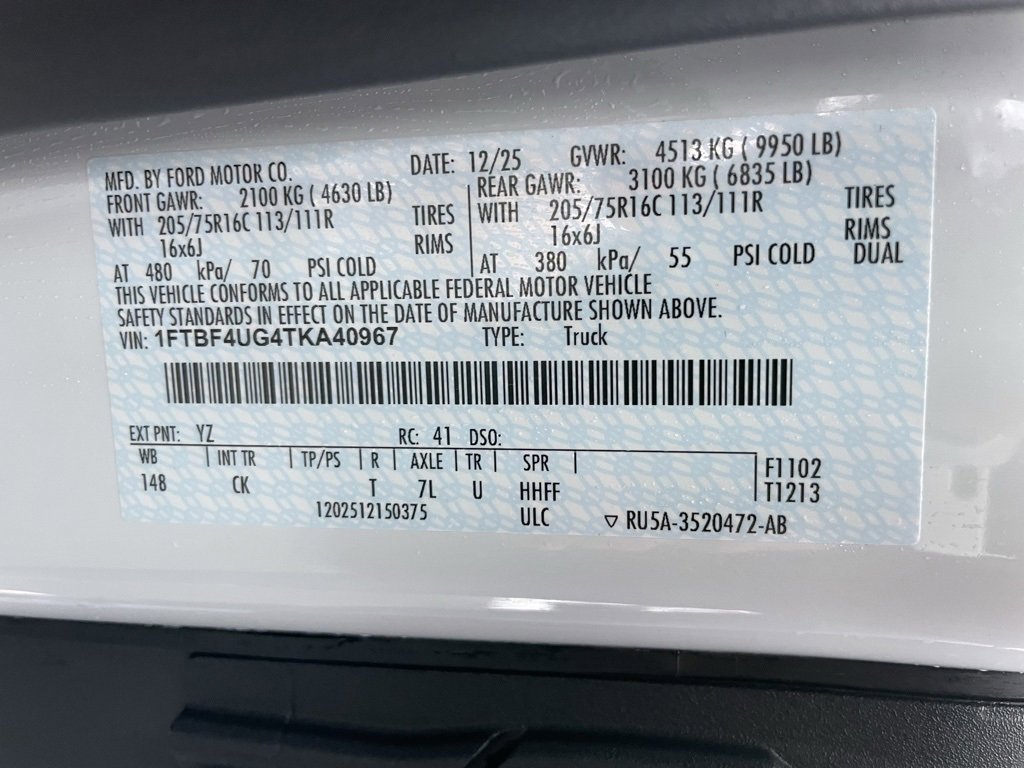 MFD. BY FORD MOTOR CO. DATE: 12/25 GVWR: 4513 KG ( 9950 LB)
FRONT GAWR: 2100 KG ( 4630 LB) REAR GAWR: 3100 KG ( 6835 LB)
WITH 205/75R16C 113/111R TIRES WITH 205/75R16C 113/111R TIRES
16x6J RIMS 16x6J RIMS
AT 480 kPa/ 70 PSI COLD AT 380 kPa/ 55 PSI COLD DUAL
THIS VEHICLE CONFORMS TO ALL APPLICABLE FEDERAL MOTOR VEHICLE
SAFETY STANDARDS IN EFFECT ON THE DATE OF MANUFACTURE SHOWN ABOVE.
VIN: 1FTBF4UG4TKA40967 TYPE: Truck
EXT PNT: YZ RC: 41 DSO:
WB INT TR TP/PS R AXLE TR SPR F1102
148 CK T 7L U HHFF T1213
1202512150375 ULC ▽ RU5A-3520472-AB